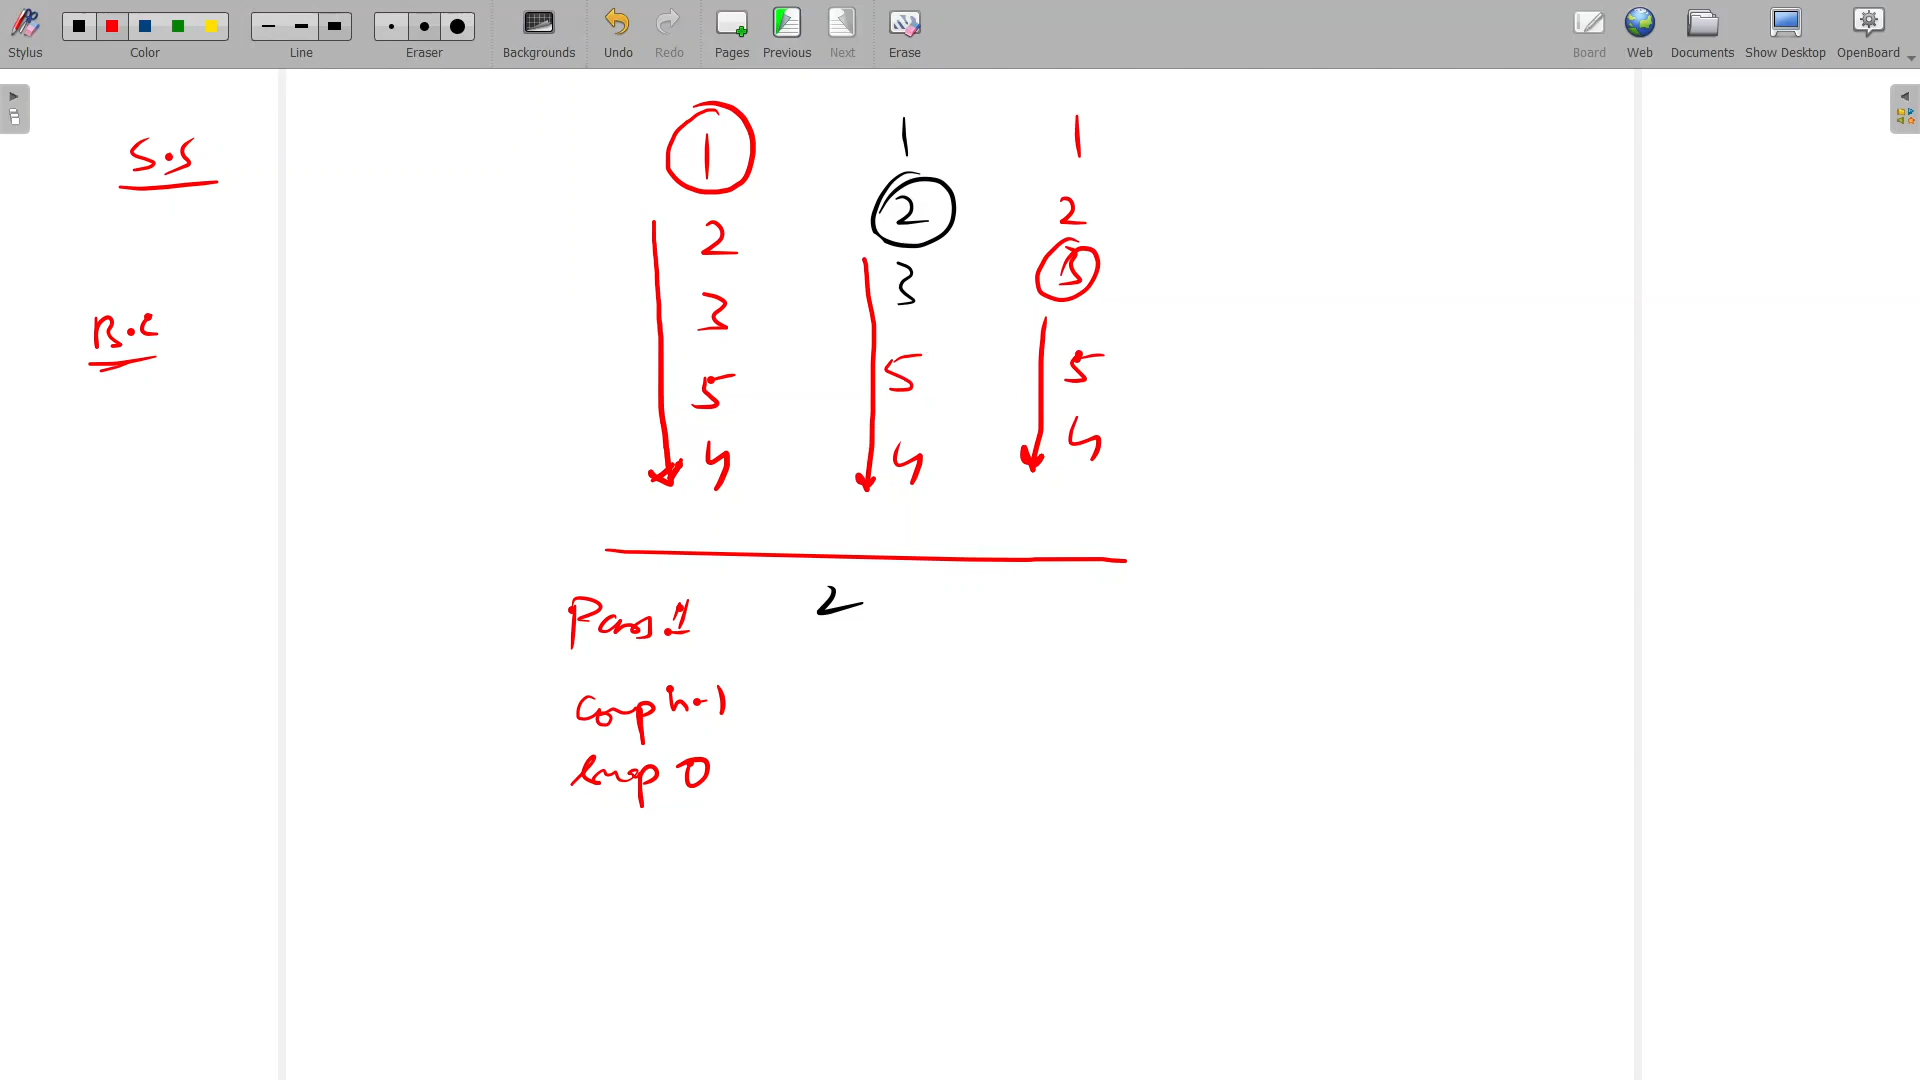 Stylus Color Line Eraser Backgrounds Undo Redo Pages Previous Next Erase Board Web Documents Show Desktop OpenBoard
S.S
B.C
1 1 1
2 2 2
3 3 3
5 5 5
4 4 4
Pass 1 2
Comp n-1
swap 0